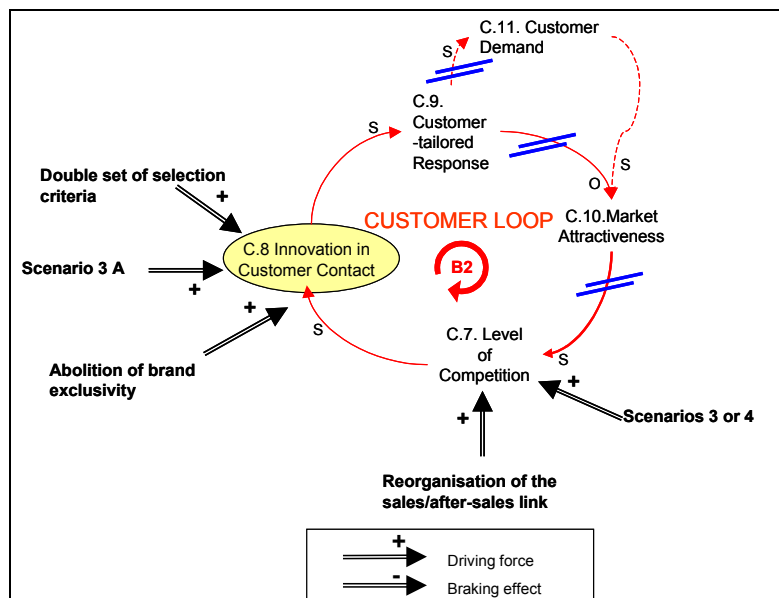 C.11. Customer
Demand
S
C.9.
Customer
-tailored
Response
S
S
O
Double set of selection
criteria
+
CUSTOMER LOOP
C.10.Market
Attractiveness
C.8 Innovation in
Customer Contact
Scenario 3 A
+
B2
+
S
C.7. Level
of
Competition
S
Abolition of brand
exclusivity
+
+
Scenarios 3 or 4
Reorganisation of the
sales/after-sales link
+
Driving force
-
Braking effect